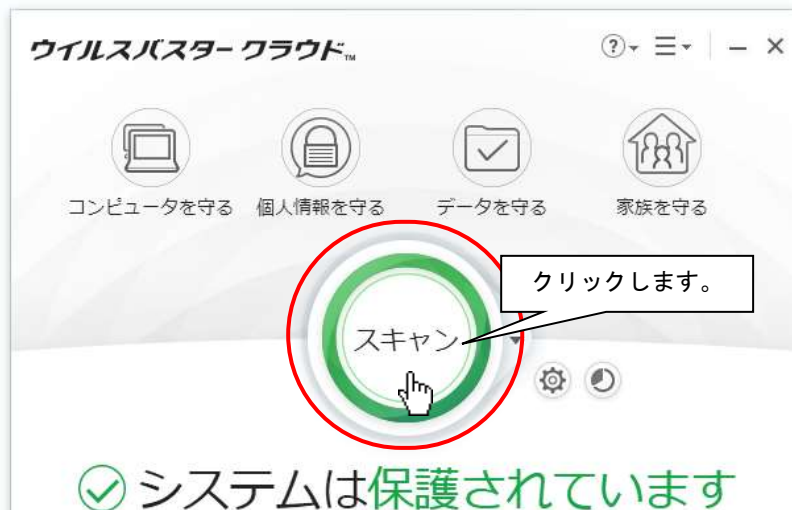 ウイルスバスター クラウド™
コンピュータを守る 個人情報を守る データを守る 家族を守る
クリックします。
スキャン
システムは保護されています